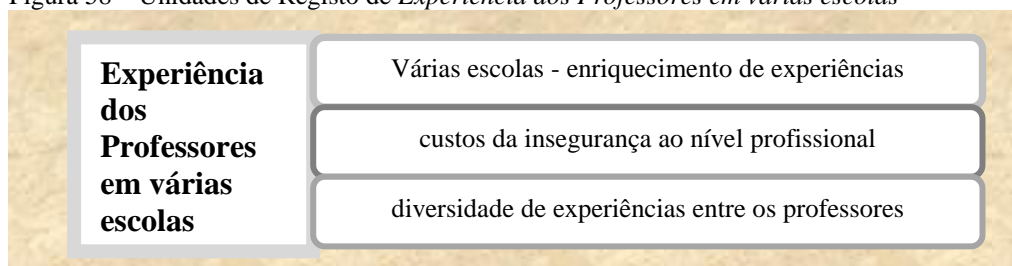 Figura 38 – Unidades de Registo de Experiência aos Professores em várias escolas
Experiência
dos
Professores
em várias
escolas
Várias escolas - enriquecimento de experiências
custos da insegurança ao nível profissional
diversidade de experiências entre os professores